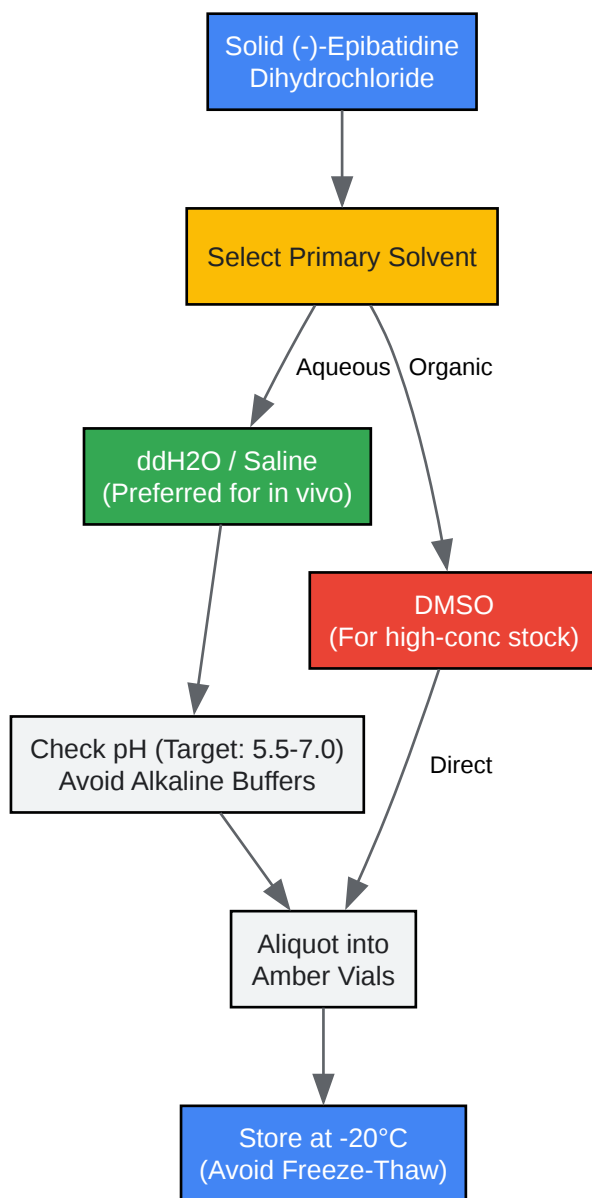 Solid (-)-Epibatidine
Dihydrochloride
Select Primary Solvent
Aqueous
Organic
ddH2O / Saline
(Preferred for in vivo)
DMSO
(For high-conc stock)
Check pH (Target: 5.5-7.0)
Avoid Alkaline Buffers
Direct
Aliquot into
Amber Vials
Store at -20°C
(Avoid Freeze-Thaw)